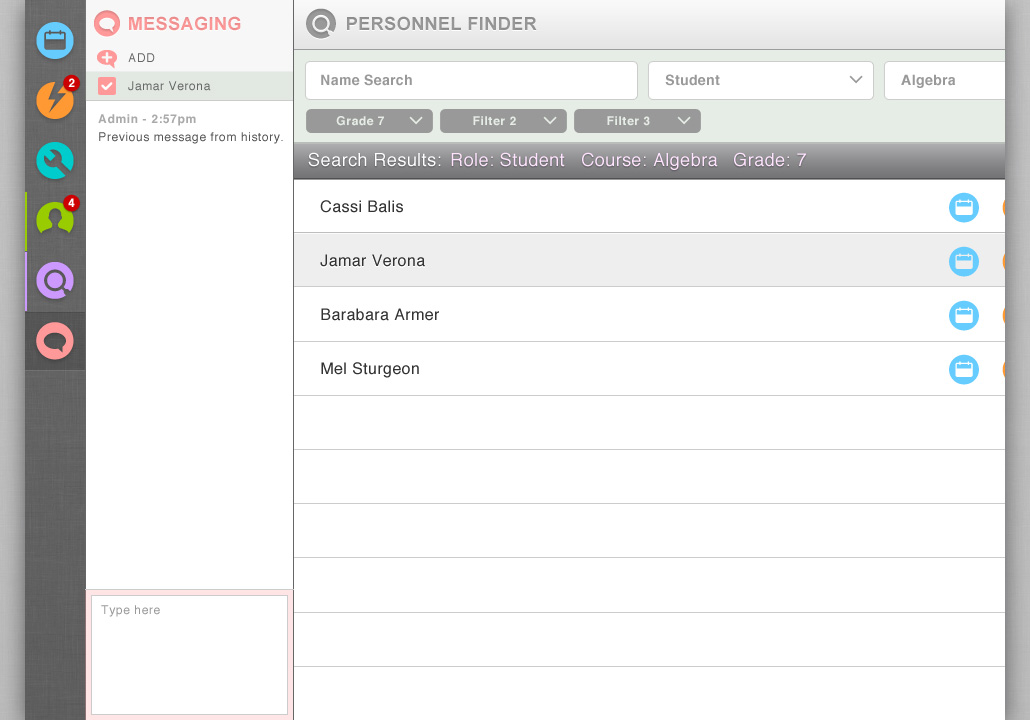 MESSAGING
ADD
Jamar Verona
Admin - 2:57pm
Previous message from history.
Type here
2
4
PERSONNEL FINDER
Name Search
Student
Algebra
Grade 7
Filter 2
Filter 3
Search Results: Role: Student Course: Algebra Grade: 7
Cassi Balis
Jamar Verona
Barabara Armer
Mel Sturgeon